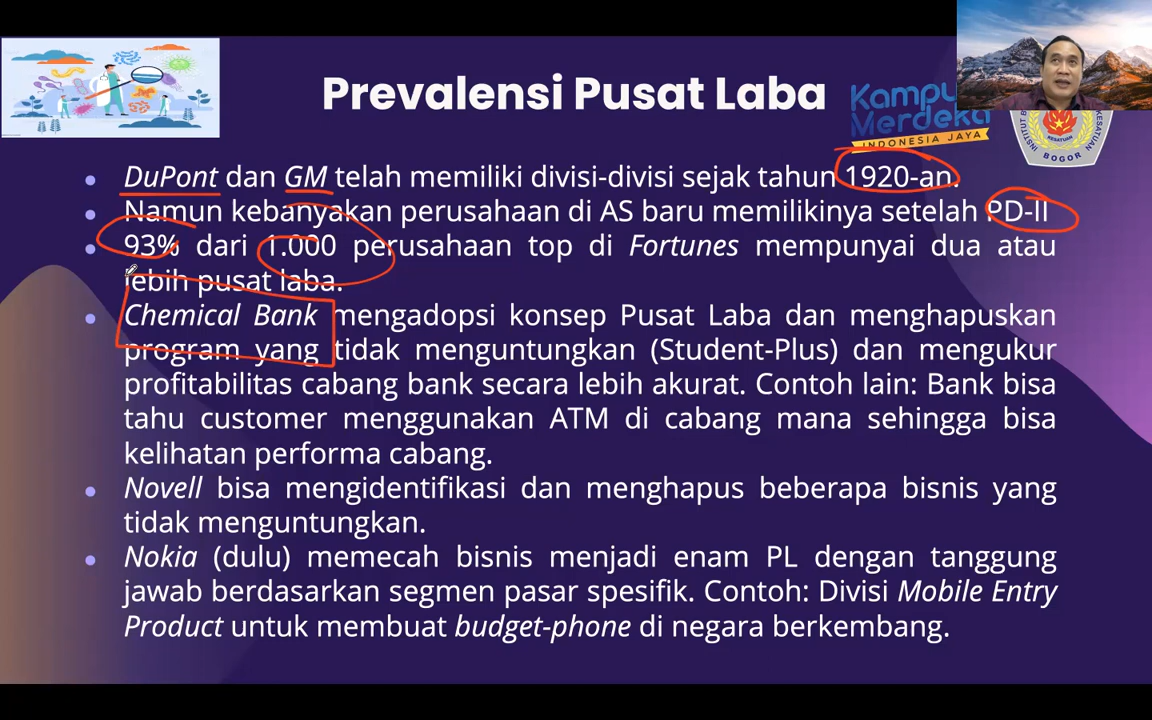 Prevalensi Pusat Laba
Kampu
Merdeka
INDONESIA JAYA
KESATUAN
BOGOR
DuPont dan GM telah memiliki divisi-divisi sejak tahun 1920-an.
Namun kebanyakan perusahaan di AS baru memilikinya setelah PD-II
93% dari 1.000 perusahaan top di Fortunes mempunyai dua atau
lebih pusat laba.
Chemical Bank mengadopsi konsep Pusat Laba dan menghapuskan
program yang tidak menguntungkan (Student-Plus) dan mengukur
profitabilitas cabang bank secara lebih akurat. Contoh lain: Bank bisa
tahu customer menggunakan ATM di cabang mana sehingga bisa
kelihatan performa cabang.
Novell bisa mengidentifikasi dan menghapus beberapa bisnis yang
tidak menguntungkan.
Nokia (dulu) memecah bisnis menjadi enam PL dengan tanggung
jawab berdasarkan segmen pasar spesifik. Contoh: Divisi Mobile Entry
Product untuk membuat budget-phone di negara berkembang.